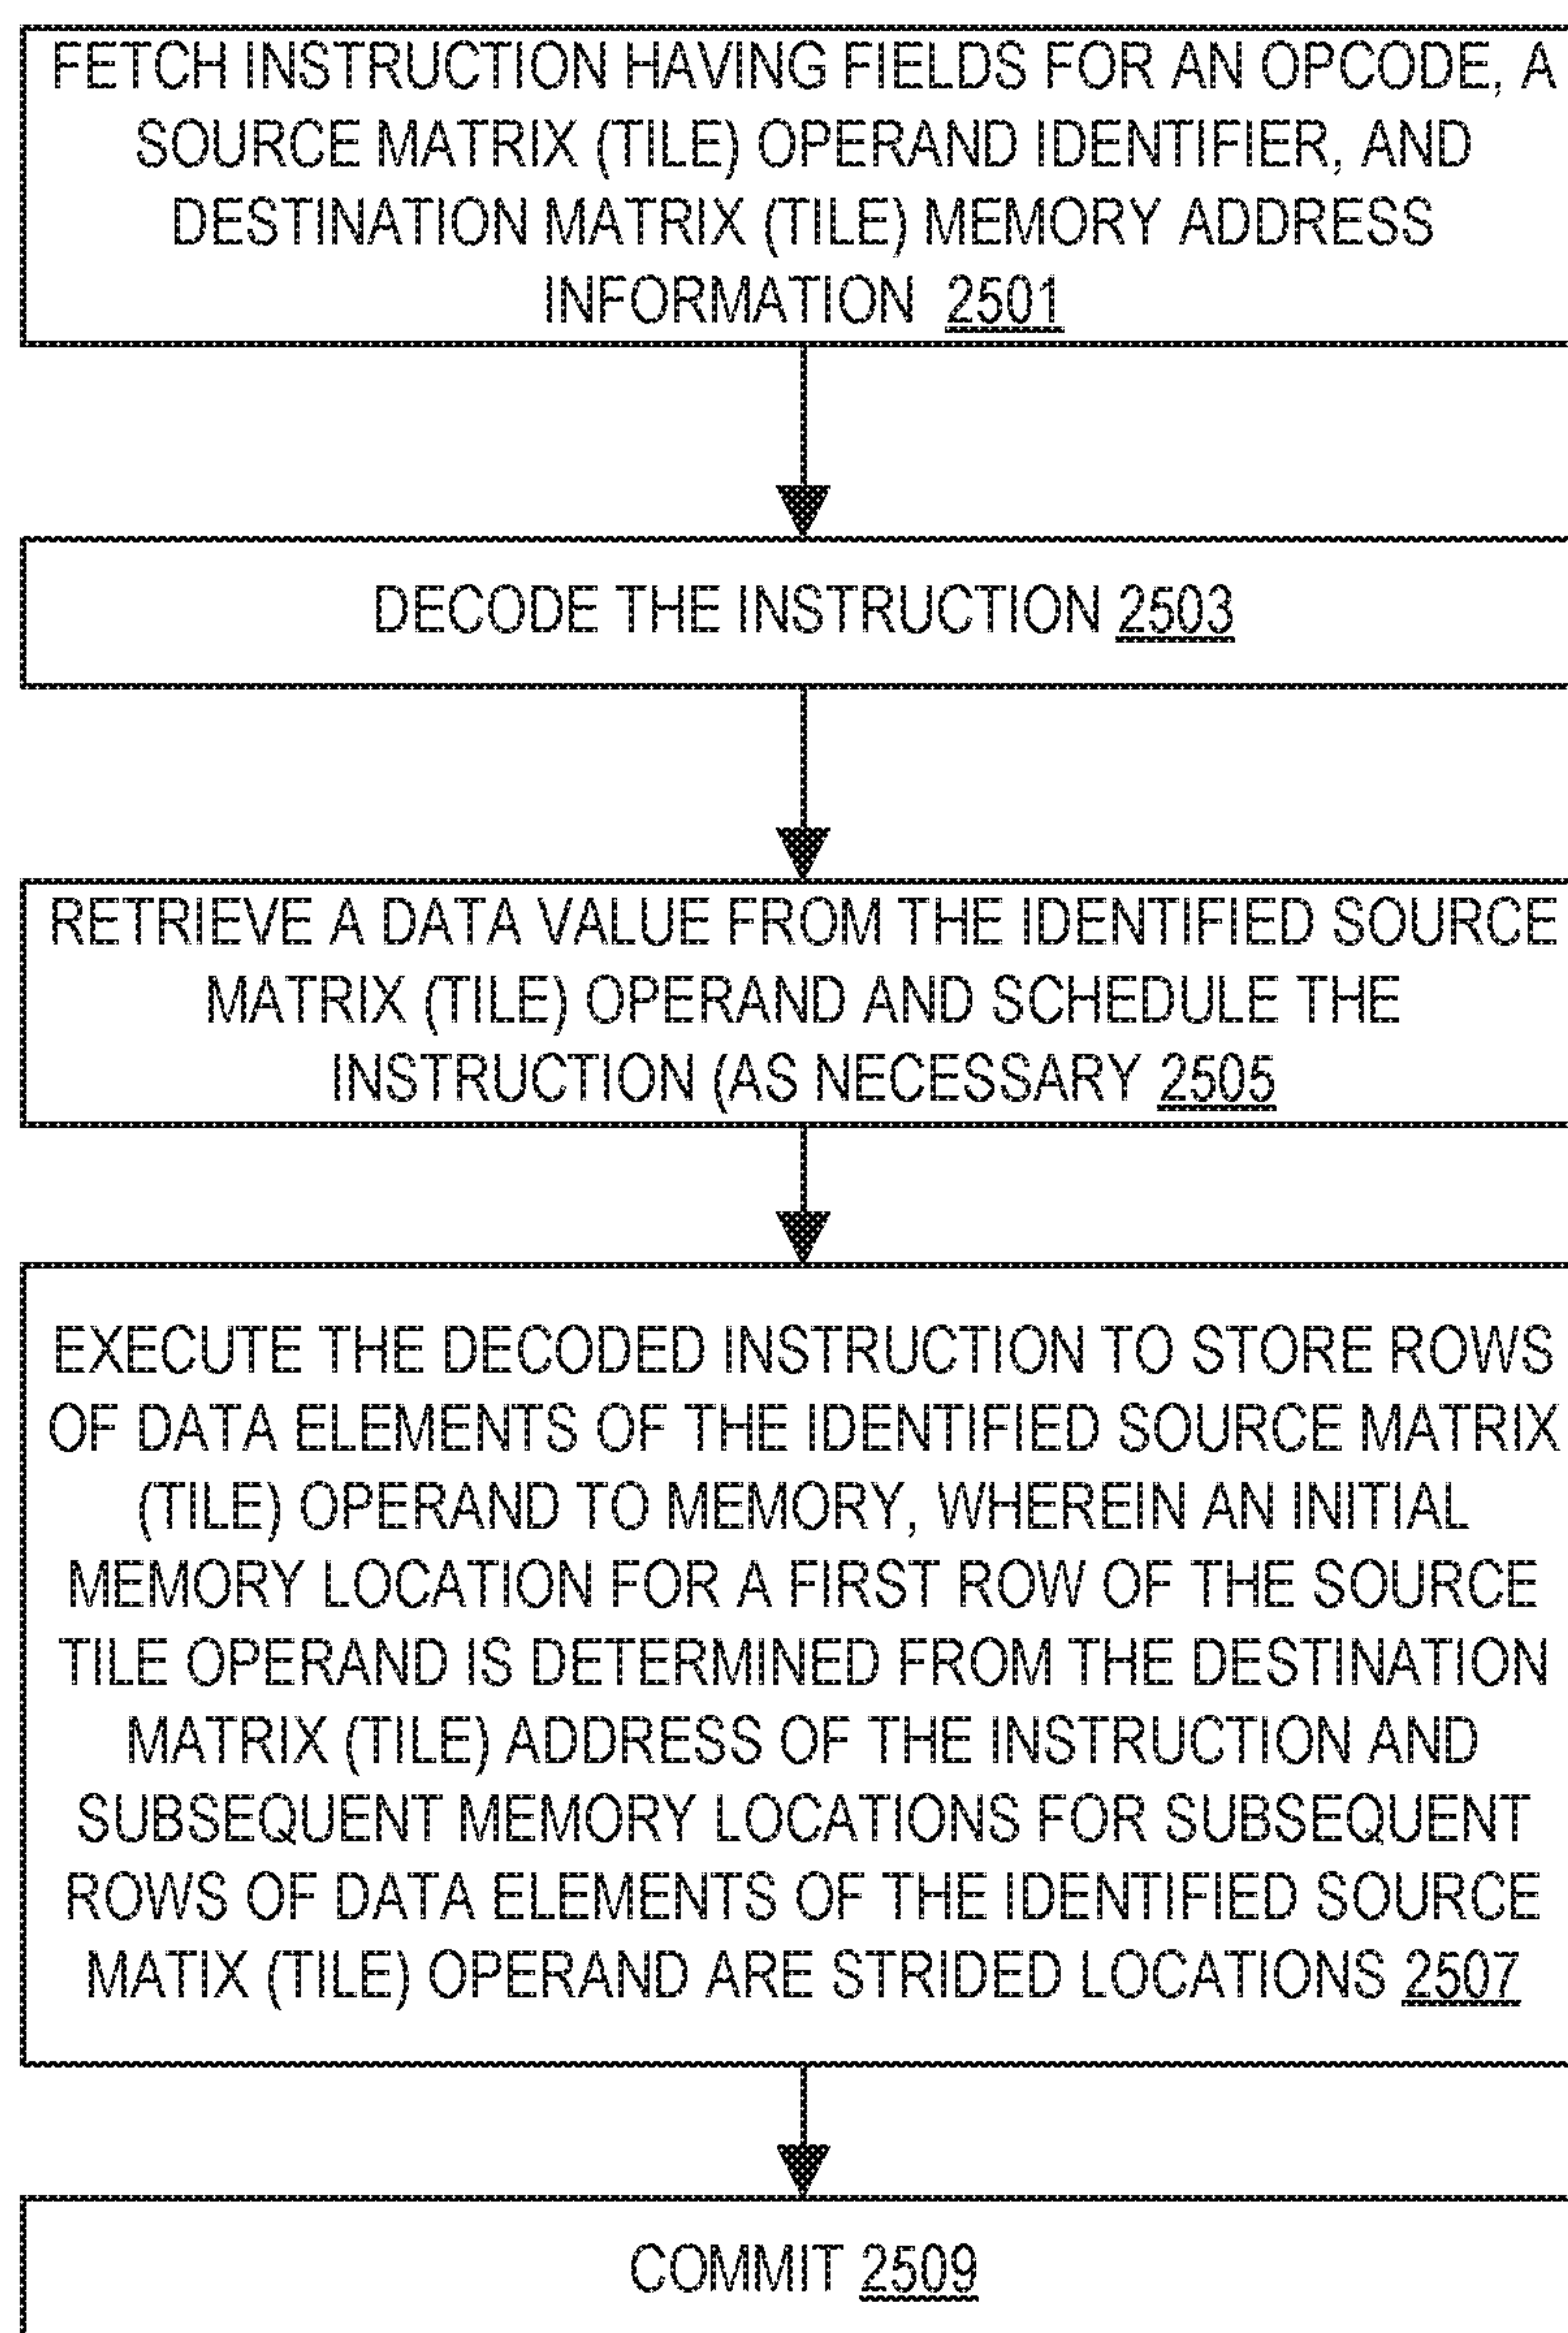 FETCH INSTRUCTION HAVING FIELDS FOR AN OPCODE, A
SOURCE MATRIX (TILE) OPERAND IDENTIFIER, AND
DESTINATION MATRIX (TILE) MEMORY ADDRESS
INFORMATION 2501
DECODE THE INSTRUCTION 2503
RETRIEVE A DATA VALUE FROM THE IDENTIFIED SOURCE
MATRIX (TILE) OPERAND AND SCHEDULE THE
INSTRUCTION (AS NECESSARY 2505
EXECUTE THE DECODED INSTRUCTION TO STORE ROWS
OF DATA ELEMENTS OF THE IDENTIFIED SOURCE MATRIX
(TILE) OPERAND TO MEMORY, WHEREIN AN INITIAL
MEMORY LOCATION FOR A FIRST ROW OF THE SOURCE
TILE OPERAND IS DETERMINED FROM THE DESTINATION
MATRIX (TILE) ADDRESS OF THE INSTRUCTION AND
SUBSEQUENT MEMORY LOCATIONS FOR SUBSEQUENT
ROWS OF DATA ELEMENTS OF THE IDENTIFIED SOURCE
MATIX (TILE) OPERAND ARE STRIDED LOCATIONS 2507
COMMIT 2509